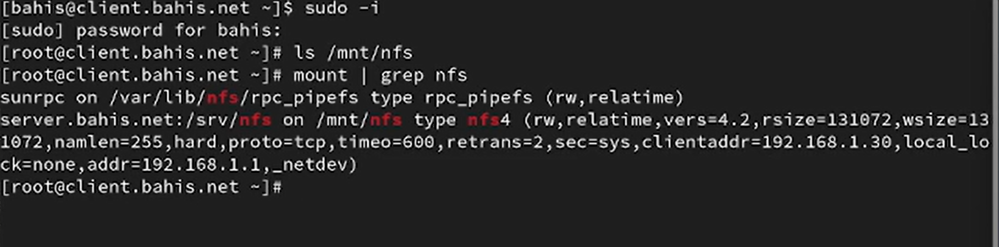 [bahis@client.bahis.net ~]$ sudo -i
[sudo] password for bahis:
[root@client.bahis.net ~]# ls /mnt/nfs
[root@client.bahis.net ~]# mount | grep nfs
sunrpc on /var/lib/nfs/rpc_pipefs type rpc_pipefs (rw,relatime)
server.bahis.net:/srv/nfs on /mnt/nfs type nfs4 (rw,relatime,vers=4.2,rsize=131072,wsize=13
1072,namlen=255,hard,proto=tcp,timeo=600,retrans=2,sec=sys,clientaddr=192.168.1.30,local_lo
ck=none,addr=192.168.1.1,_netdev)
[root@client.bahis.net ~]#